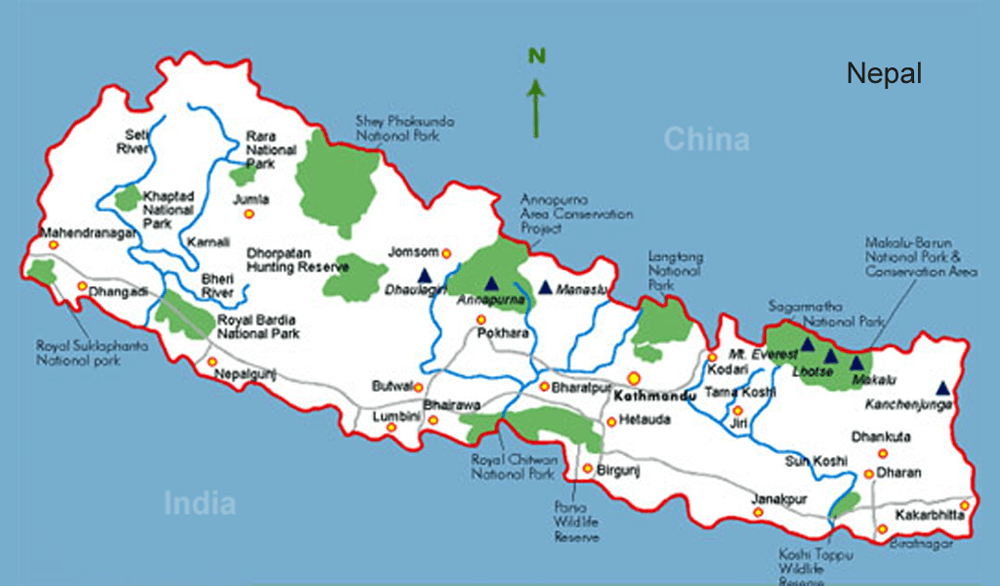 N
Nepal
China
India
Seti
River
Rara
National
Park
Shey Phoksundo
National Park
Khaptad
National
Park
Jumla
Mahendranagar
Karnali
Dhorpatan
Hunting Reserve
Jomsom
Annapurna
Area Conservation
Project
Langtang
National
Park
Makalu-Barun
National Park &
Conservation Area
Dhangadi
Bheri
River
Dhaulagiri
Annapurna
Manaslu
Sagarmatha
National Park
Royal Suklaphanta
National park
Royal Bardia
National Park
Pokhara
Nepalgunj
Mt. Everest
Lhotse
Makalu
Kanchenjunga
Kodari
Butwal
Bharatpur
Kathmandu
Tama Koshi
Lumbini
Bhairawa
Hetauda
Jiri
Dhankuta
Royal Chitwan
National Park
Birgunj
Sun Koshi
Dharan
Parsa
Wildlife
Reserve
Janakpur
Kakarbhitta
Biratnagar
Koshi Tappu
Wildlife
Reserve